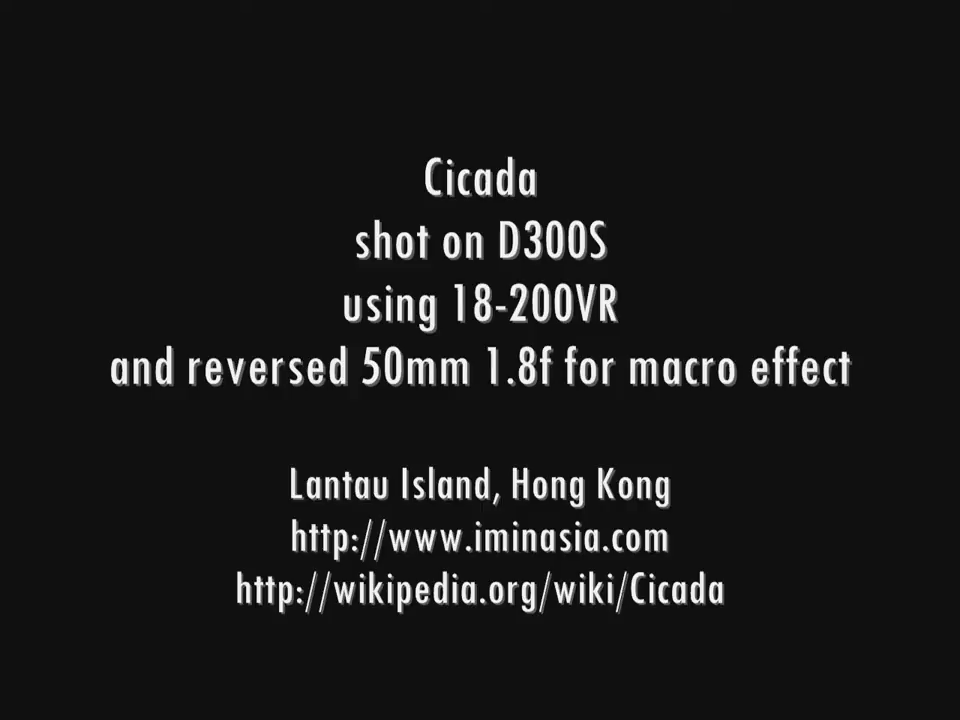 Cicada
shot on D300S
using 18-200VR
and reversed 50mm 1.8f for macro effect
Lantau Island, Hong Kong
http://www.iminasia.com
http://wikipedia.org/wiki/Cicada